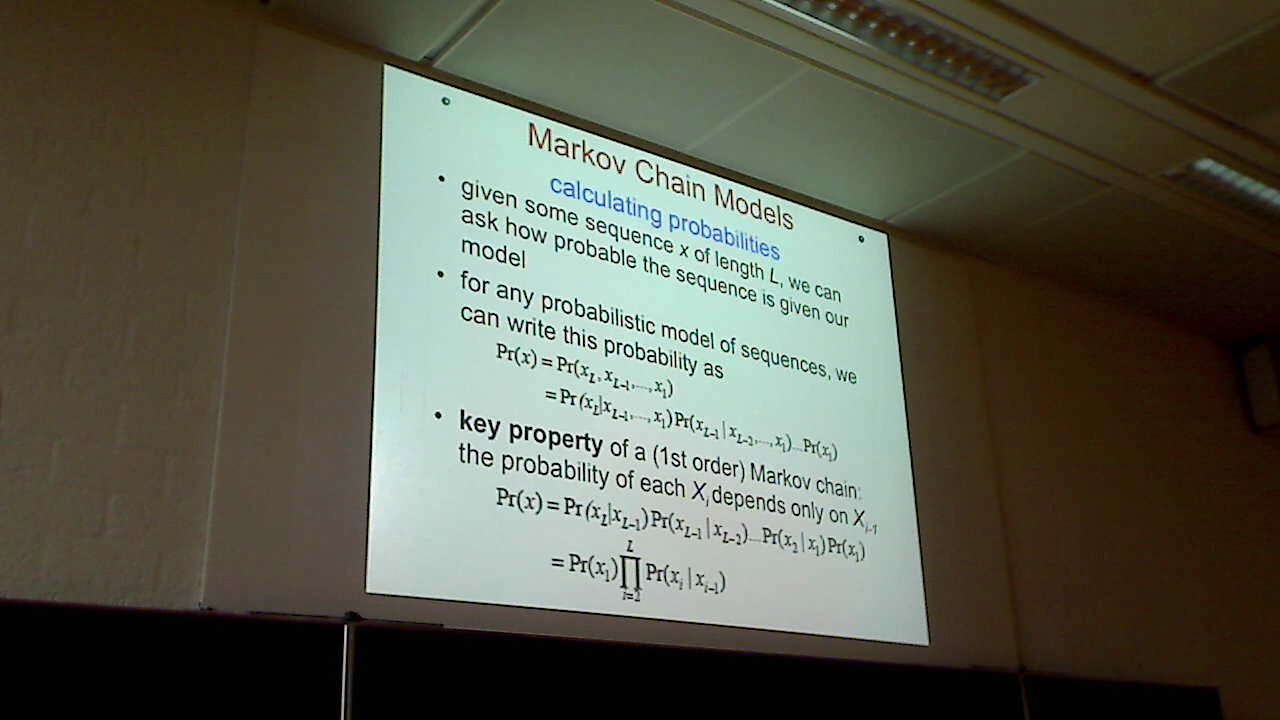 Markov Chain Models
calculating probabilities
• given some sequence x of length L, we can
ask how probable the sequence is given our
model
• for any probabilistic model of sequences, we
can write this probability as
Pr(x) = Pr(x_L, x_{L−1}, ..., x_1)
= Pr(x_L | x_{L−1}, ..., x_1) Pr(x_{L−1} | x_{L−2}, ..., x_1) ... Pr(x_1)
• key property of a (1st order) Markov chain:
the probability of each X_i depends only on X_{i-1}
Pr(x) = Pr(x_L | x_{L−1}) Pr(x_{L−1} | x_{L−2}) ... Pr(x_2 | x_1) Pr(x_1)
= Pr(x_1) ∏_{i=2}^{L} Pr(x_i | x_{i−1})